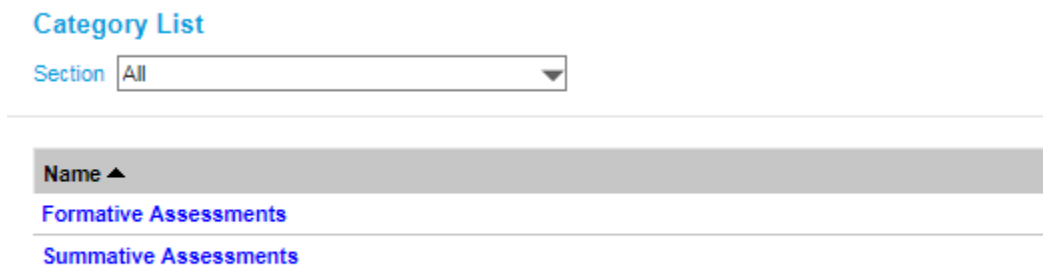 Category List
Section All
Name
Formative Assessments
Summative Assessments